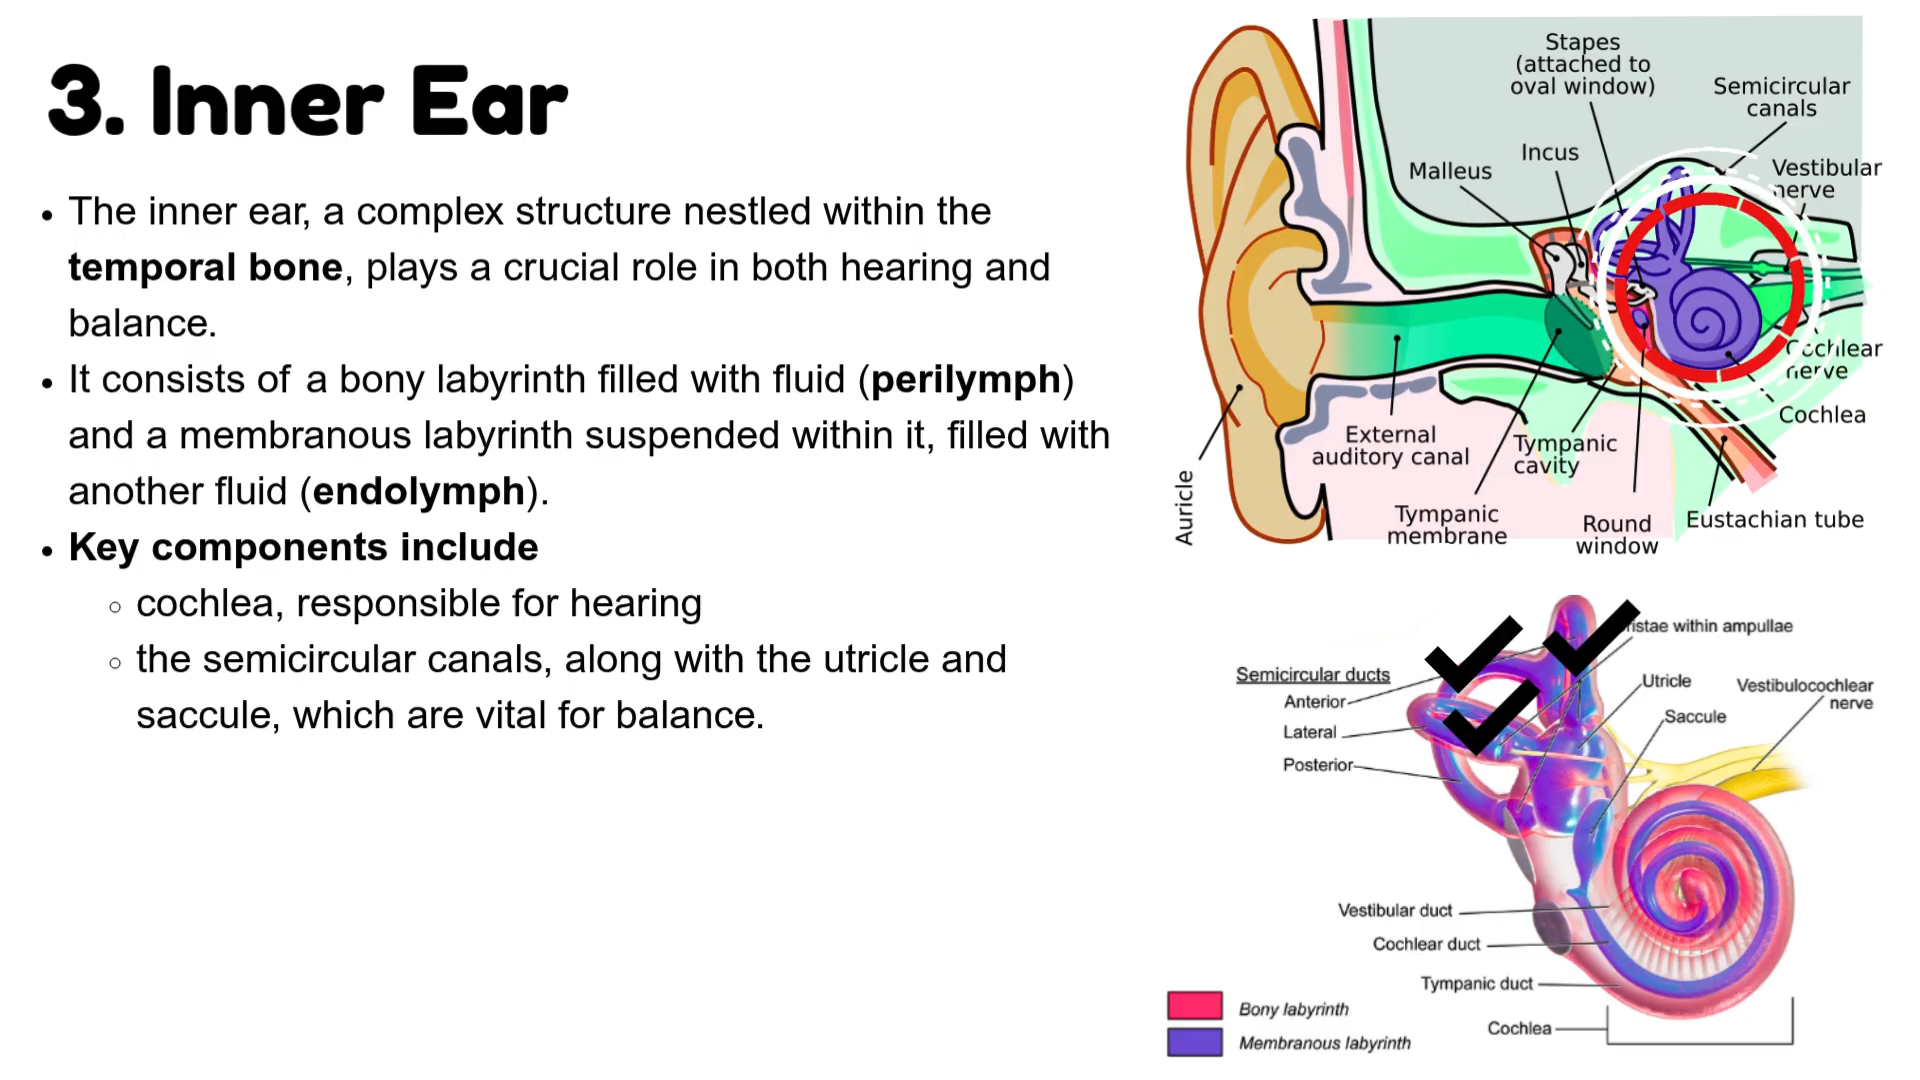 3. Inner Ear
• The inner ear, a complex structure nestled within the
temporal bone, plays a crucial role in both hearing and
balance.
• It consists of a bony labyrinth filled with fluid (perilymph)
and a membranous labyrinth suspended within it, filled with
another fluid (endolymph).
• Key components include
○ cochlea, responsible for hearing
○ the semicircular canals, along with the utricle and
saccule, which are vital for balance.
Stapes
(attached to
oval window)
Semicircular
canals
Incus
Malleus
Vestibular
nerve
Cochlear
nerve
Cochlea
External
auditory canal
Tympanic
cavity
Auricle
Tympanic
membrane
Round
window
Eustachian tube
within ampullae
Semicircular ducts
Anterior
Lateral
Posterior
Utricle
Saccule
Vestibulocochlear
nerve
Vestibular duct
Cochlear duct
Tympanic duct
Cochlea
Bony labyrinth
Membranous labyrinth